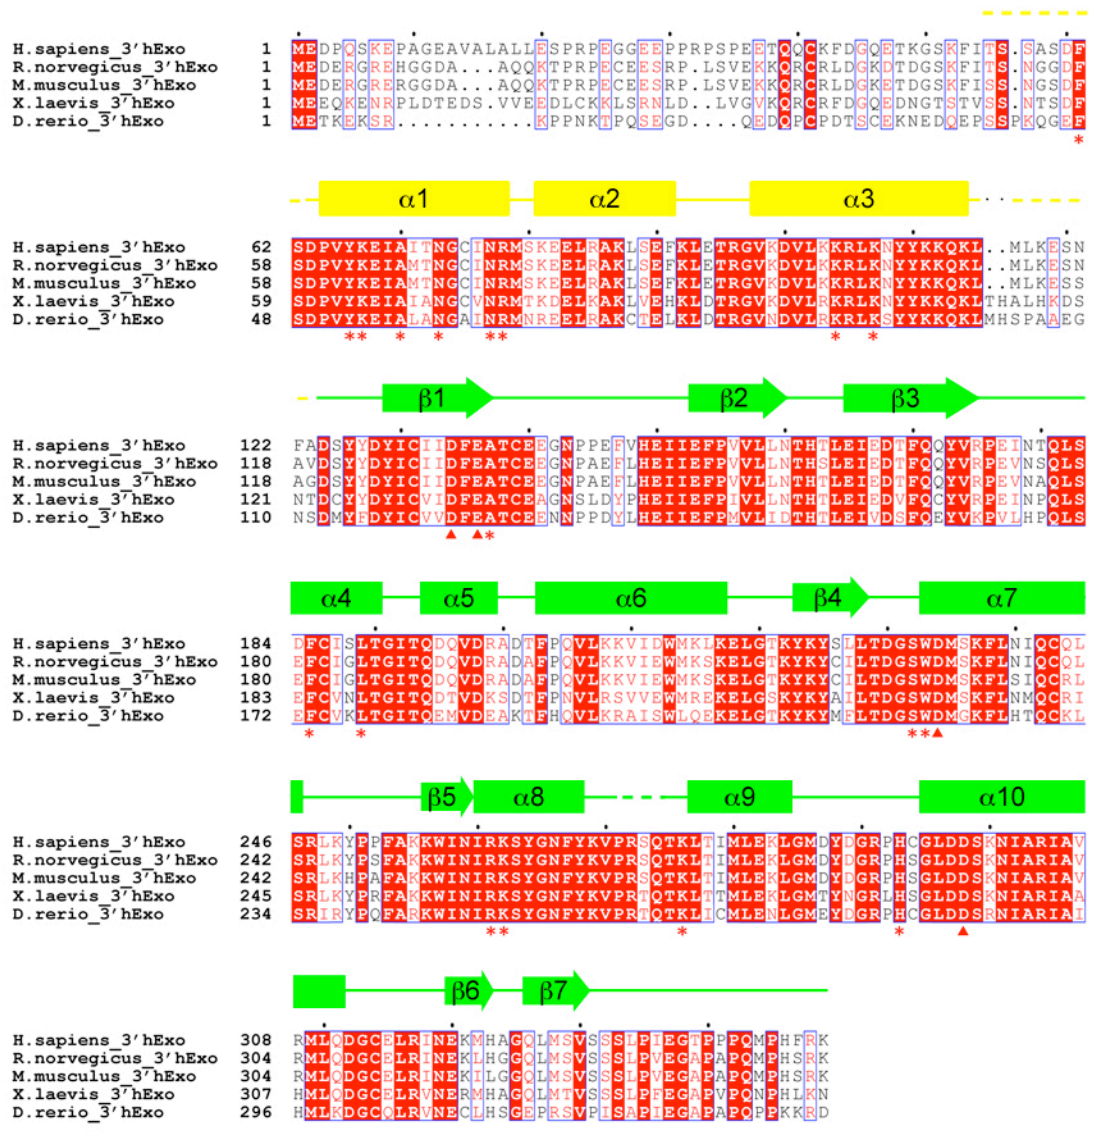 H.sapiens_3'hExo 1 MEDPQSKEPAGEAVALALLESPRPEGGEEPPRPSPEETQQCKFDGQETKGSKFITS.SASDF
R.norvegicus_3'hExo 1 MEDERGREHGGDA...AQQKTPRPECEESRP.LSVEKKQRCRLDGKDTDGSKFITS.NGGDF
M.musculus_3'hExo 1 MEDERGRERGGDA...AQQKTPRPECEESRP.LSVEKKQRCRLDGKETDGSKFITS.NGSDF
X.laevis_3'hExo 1 MEEQKENRPLDTEDS.VVEEDLCKKLSRNLD..LVGVKQRCRFDGQEDNGTSTVSS.NTSDF
D.rerio_3'hExo 1 METKEKSR...........KPPNKTPQSEGD....QEDQPCPDTSCEKNEDQEPSSPKQGEF
*
α1 α2 α3
H.sapiens_3'hExo 62 SDPVYKEIAITNGCINRMSKEELRAKLSEFKLETRGVKDVLKKRLKNYYKKQKL..MLKESN
R.norvegicus_3'hExo 58 SDPVYKEIAMTNGCINRMSKEELRAKLSEFKLETRGVKDVLKKRLKNYYKKQKL..MLKESN
M.musculus_3'hExo 58 SDPVYKEIAMTNGCINRMSKEELRAKLSEFKLETRGVKDVLKKRLKNYYKKQKL..MLKESS
X.laevis_3'hExo 59 SDPVYKEIAIANGCVNRMTKDELKAKLVEHKLDTRGVKDVLRKRLKNYYKKQKLTHALHKDS
D.rerio_3'hExo 48 SDPVYKEIALANGAINRMNREELRAKCTELKLDTRGVNDVLRKRLKSYYKKQKLMHSPAAEG
** * * ** * *
β1 β2 β3
H.sapiens_3'hExo 122 FADSYYDYICIIDFEATCEEGNPPEFVHEIIEFPVVLLNTHTLEIEDTFQQYVRPEINTQLS
R.norvegicus_3'hExo 118 AVDSYYDYICIIDFEATCEEGNPAEFLHEIIEFPVVLLNTHSLEIEDTFQQYVRPEVNSQLS
M.musculus_3'hExo 118 AGDSYYDYICIIDFEATCEEGNPAEFLHEIIEFPVVLLNTHTLEIEDTFQQYVRPEVNAQLS
X.laevis_3'hExo 121 NTDCYYDYICVIDFEATCEAGNSLDYPHEIIEFPIVLLNTHTLEIEDVFCQYVRPEINPQLS
D.rerio_3'hExo 110 NSDMYFDYICVVDFEATCEENNPPDYLHEIIEFPMVLIDTHTLEIVDSFQEYVKPVLHPQLS
▲ ▲*
α4 α5 α6 β4 α7
H.sapiens_3'hExo 184 DFCISLTGITQDQVDRADTFPQVLKKVIDWMKLKELGTKYKYSLLTDGSWDMSKFLNIQCQL
R.norvegicus_3'hExo 180 EFCIGLTGITQDQVDRADAFPQVLKKVIEWMKSKELGTKYKYCILTDGSWDMSKFLNIQCQL
M.musculus_3'hExo 180 EFCIGLTGITQDQVDRADAFPQVLKKVIEWMKSKELGTKYKYCILTDGSWDMSKFLSIQCRL
X.laevis_3'hExo 183 EFCVNLTGITQDTVDKSDTFPNVLRSVVEWMREKELGSKYKYAILTDGSWDMSKFLNMQCRI
D.rerio_3'hExo 172 EFCVKLTGITQEMVDEAKTFHQVLKRAISWLQEKELGTKYKYMFLTDGSWDMGKFLHTQCKL
* * **▲
β5 α8 α9 α10
H.sapiens_3'hExo 246 SRLKYPPFAKKWINIRKSYGNFYKVPRSQTKLTIMLEKLGMDYDGRPHCGLDDSKNIARIAV
R.norvegicus_3'hExo 242 SRLKYPSFAKKWINIRKSYGNFYKVPRSQTKLTIMLEKLGMDYDGRPHSGLDDSKNIARIAV
M.musculus_3'hExo 242 SRLKHPAFAKKWINIRKSYGNFYKVPRSQTKLTIMLEKLGMDYDGRPHSGLDDSKNIARIAV
X.laevis_3'hExo 245 SRLKYPRFAKKWINIRKSYGNFYKVPRTQTKLTIMLEKLGMTYNGRLHSGLDDSKNIARIAA
D.rerio_3'hExo 234 SRIRYPQFARKWINIRKSYGNFYKVPRTQTKLICMLENLGMEYDGRPHCGLDDSRNIARIAI
** * * ▲
β6 β7
H.sapiens_3'hExo 308 RMLQDGCELRINEKMHAGQLMSVSSSLPIEGTPPPQMPHFRK
R.norvegicus_3'hExo 304 RMLQDGCELRINEKLHGGQLMSVSSSLPVEGAPAPQMPHSRK
M.musculus_3'hExo 304 RMLQDGCELRINEKILGGQLMSVSSSLPVEGAPAPQMPHSRK
X.laevis_3'hExo 307 HMLQDGCELRVNERMHAGQLMTVSSSLPFEGAPVPQNPHLKN
D.rerio_3'hExo 296 HMLKDGCQLRVNECLHSGEPRSVPISAPIEGAPAPQPPKKRD